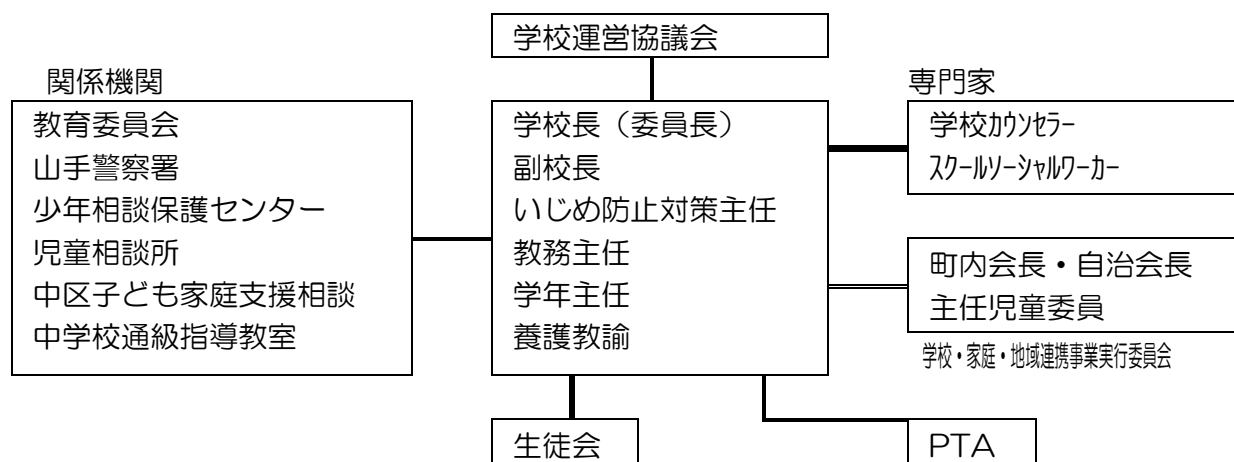 学校運営協議会
関係機関
教育委員会
山手警察署
少年相談保護センター
児童相談所
中区子ども家庭支援相談
中学校通級指導教室
学校長（委員長）
副校長
いじめ防止対策主任
教務主任
学年主任
養護教諭
専門家
学校ｶｳﾝｾﾗｰ
ｽｸｰﾙｿｰｼｬﾙﾜｰｶｰ
町内会長・自治会長
主任児童委員
学校・家庭・地域連携事業実行委員会
生徒会
PTA